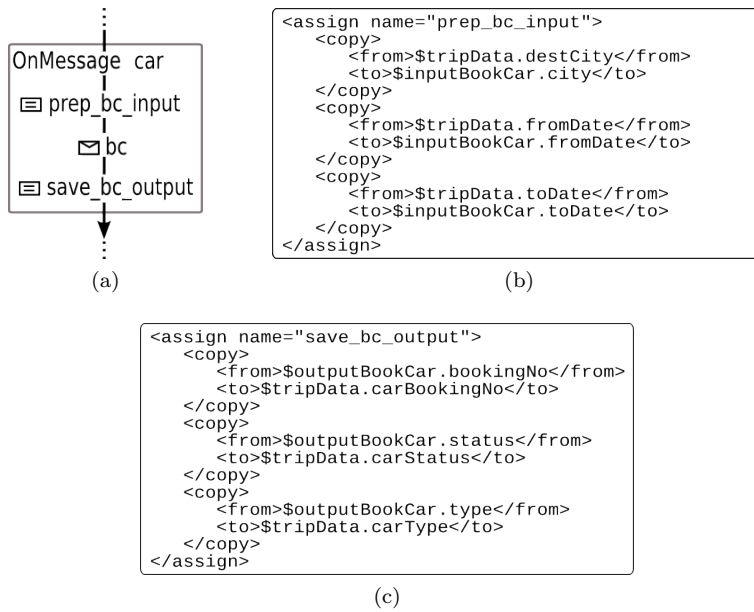 OnMessage car
prep_bc_input
bc
save_bc_output
(a)
<assign name="prep_bc_input">
<copy>
<from>$tripData.destCity</from>
<to>$inputBookCar.city</to>
</copy>
<copy>
<from>$tripData.fromDate</from>
<to>$inputBookCar.fromDate</to>
</copy>
<copy>
<from>$tripData.toDate</from>
<to>$inputBookCar.toDate</to>
</copy>
</assign>
(b)
<assign name="save_bc_output">
<copy>
<from>$outputBookCar.bookingNo</from>
<to>$tripData.carBookingNo</to>
</copy>
<copy>
<from>$outputBookCar.status</from>
<to>$tripData.carStatus</to>
</copy>
<copy>
<from>$outputBookCar.type</from>
<to>$tripData.carType</to>
</copy>
</assign>
(c)